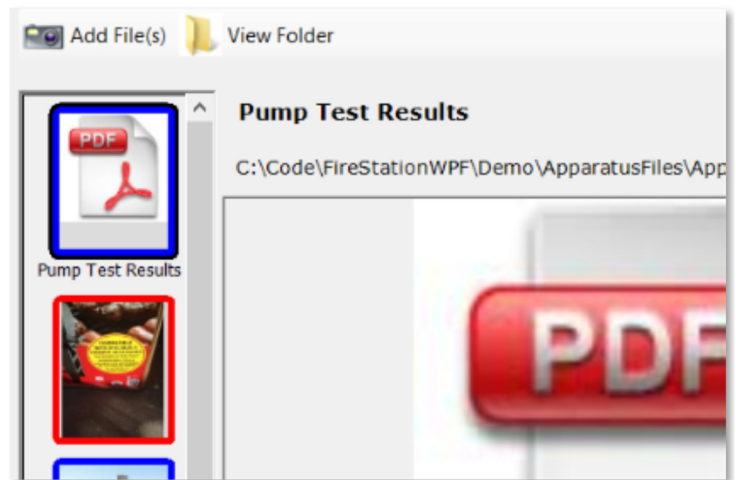 Add File(s) View Folder
Pump Test Results
C:\Code\FireStationWPF\Demo\ApparatusFiles\App
PDF
Pump Test Results
PDF